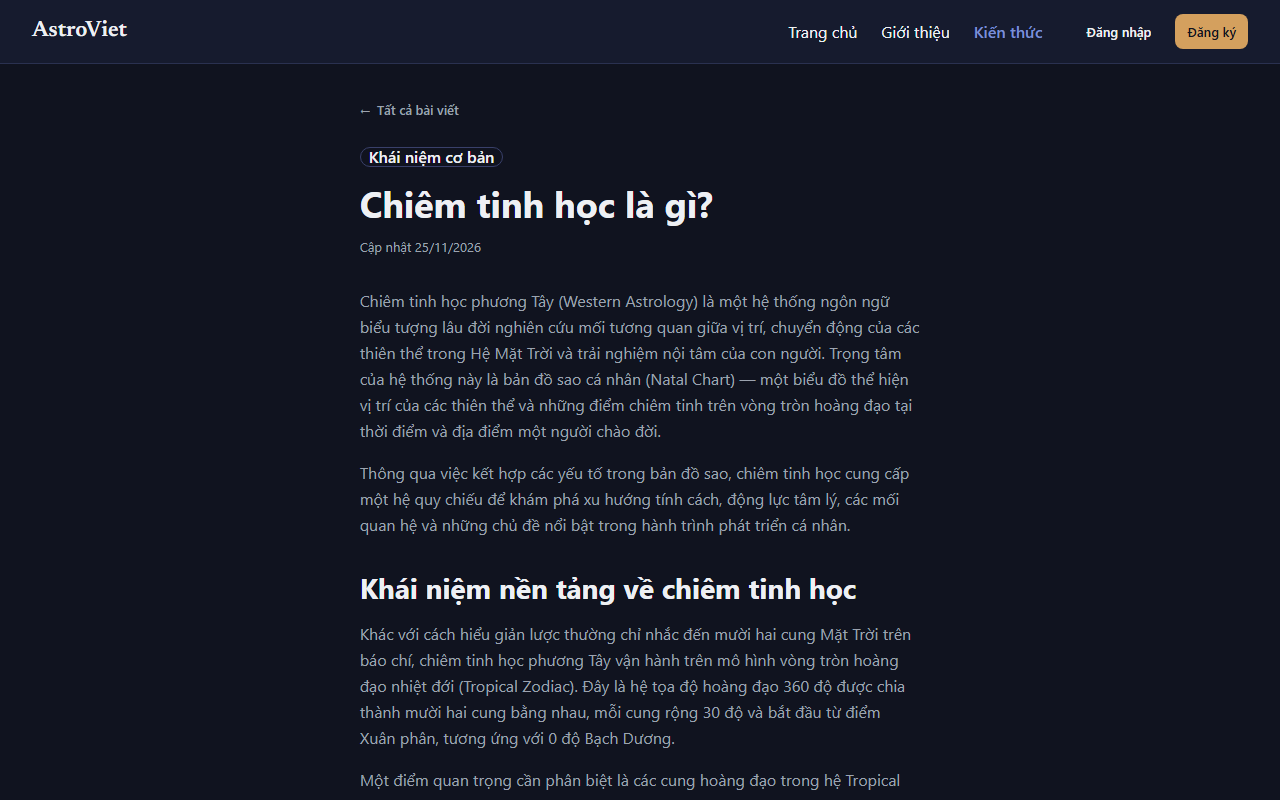 AstroViet
Trang chủ
Giới thiệu
Kiến thức
Đăng nhập
Đăng ký
← Tất cả bài viết
Khái niệm cơ bản
Chiêm tinh học là gì?
Cập nhật 25/11/2026
Chiêm tinh học phương Tây (Western Astrology) là một hệ thống ngôn ngữ
biểu tượng lâu đời nghiên cứu mối tương quan giữa vị trí, chuyển động của các
thiên thể trong Hệ Mặt Trời và trải nghiệm nội tâm của con người. Trọng tâm
của hệ thống này là bản đồ sao cá nhân (Natal Chart) — một biểu đồ thể hiện
vị trí của các thiên thể và những điểm chiêm tinh trên vòng tròn hoàng đạo tại
thời điểm và địa điểm một người chào đời.
Thông qua việc kết hợp các yếu tố trong bản đồ sao, chiêm tinh học cung cấp
một hệ quy chiếu để khám phá xu hướng tính cách, động lực tâm lý, các mối
quan hệ và những chủ đề nổi bật trong hành trình phát triển cá nhân.
Khái niệm nền tảng về chiêm tinh học
Khác với cách hiểu giản lược thường chỉ nhắc đến mười hai cung Mặt Trời trên
báo chí, chiêm tinh học phương Tây vận hành trên mô hình vòng tròn hoàng
đạo nhiệt đới (Tropical Zodiac). Đây là hệ tọa độ hoàng đạo 360 độ được chia
thành mười hai cung bằng nhau, mỗi cung rộng 30 độ và bắt đầu từ điểm
Xuân phân, tương ứng với 0 độ Bạch Dương.
Một điểm quan trọng cần phân biệt là các cung hoàng đạo trong hệ Tropical